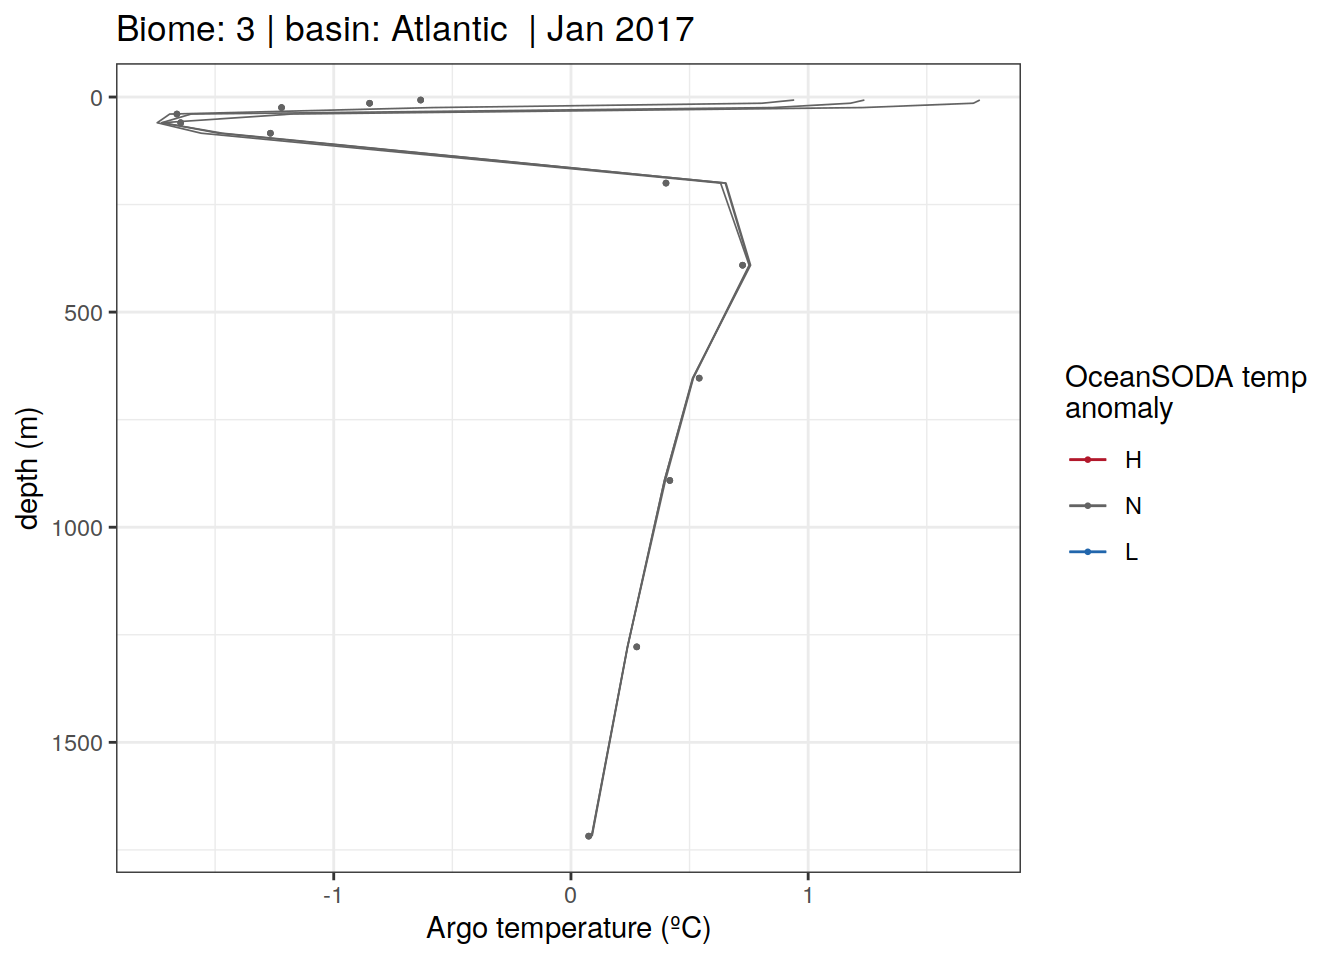 Biome: 3 | basin: Atlantic  | Jan 2017
0
500
1000
1500
depth (m)
-1
0
1
Argo temperature (ºC)
OceanSODA temp
anomaly
H
N
L